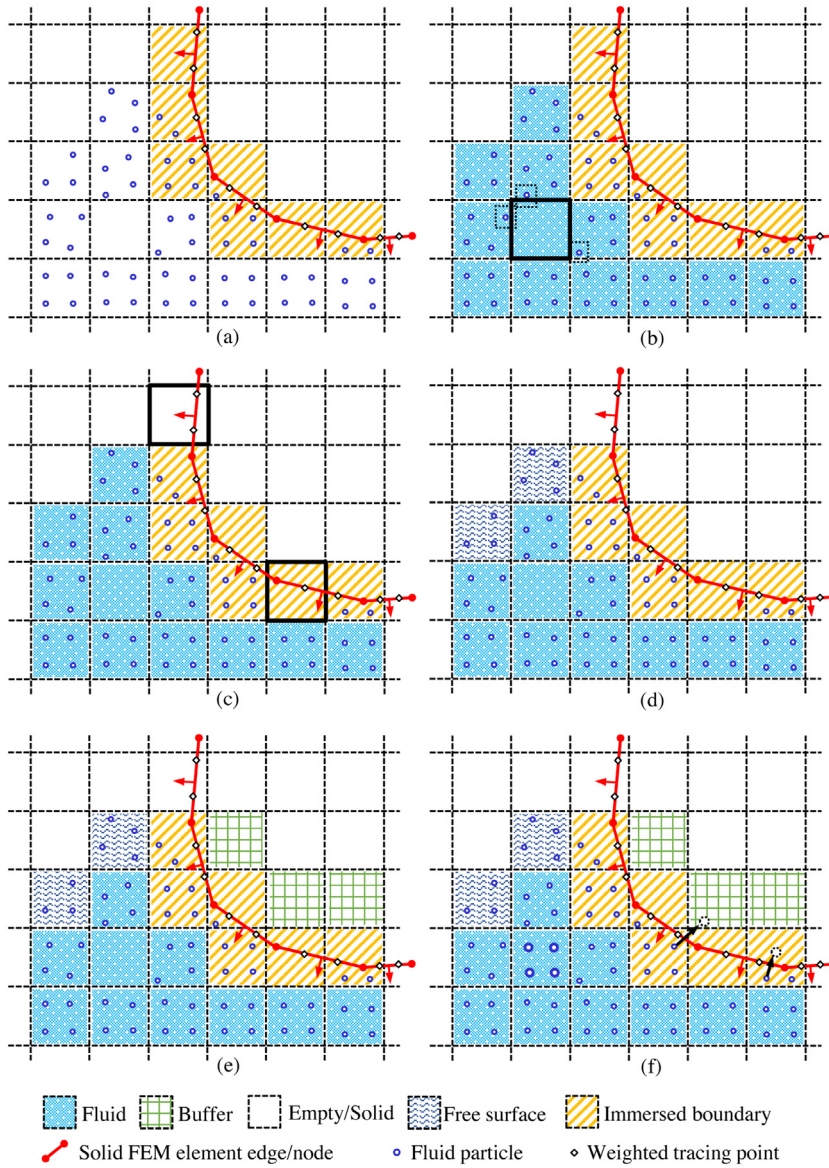 (a) (b)
(c) (d)
(e) (f)
Fluid Buffer Empty/Solid Free surface Immersed boundary
Solid FEM element edge/node Fluid particle Weighted tracing point